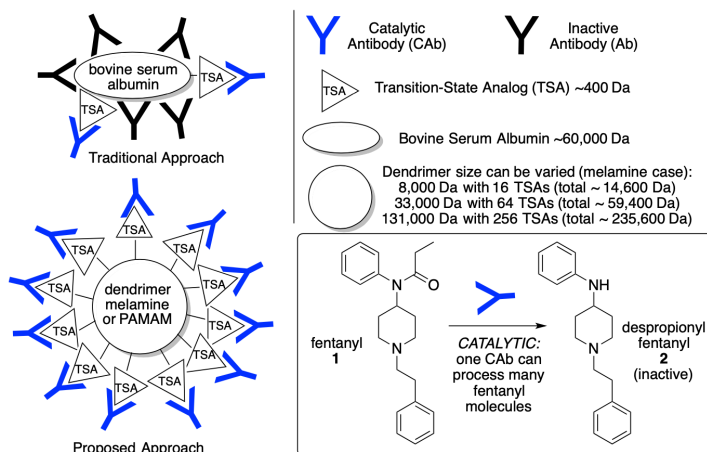 bovine serum
albumin
TSA
TSA
Traditional Approach
Catalytic
Antibody (CAb)
Inactive
Antibody (Ab)
TSA
Transition-State Analog (TSA) ~400 Da
Bovine Serum Albumin ~60,000 Da
Dendrimer size can be varied (melamine case):
8,000 Da with 16 TSAs (total ~ 14,600 Da)
33,000 Da with 64 TSAs (total ~ 59,400 Da)
131,000 Da with 256 TSAs (total ~ 235,600 Da)
TSA
TSA
TSA
TSA
TSA
TSA
TSA
TSA
TSA
TSA
TSA
dendrimer
melamine
or PAMAM
Proposed Approach
N
O
N
fentanyl
1
CATALYTIC:
one CAb can
process many
fentanyl
molecules
NH
N
despropionyl
fentanyl
2
(inactive)